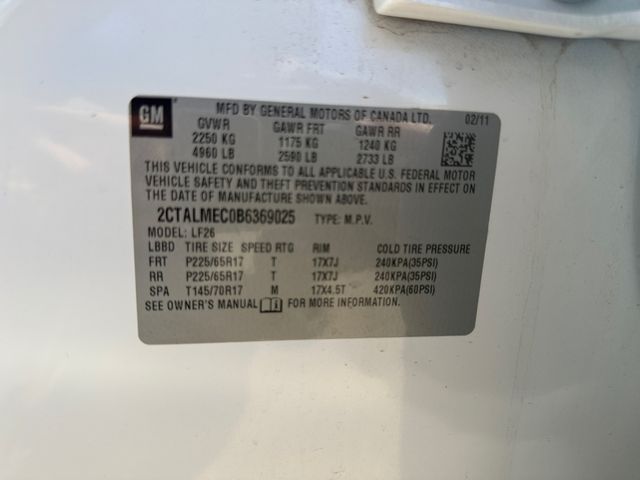 GM
MFD BY GENERAL MOTORS OF CANADA LTD. 02/11
GVWR GAWR FRT GAWR RR
2250 KG 1175 KG 1240 KG
4960 LB 2590 LB 2733 LB
THIS VEHICLE CONFORMS TO ALL APPLICABLE U.S. FEDERAL MOTOR
VEHICLE SAFETY AND THEFT PREVENTION STANDARDS IN EFFECT ON
THE DATE OF MANUFACTURE SHOWN ABOVE.
2CTALMEC0B6369025 TYPE: M.P.V.
MODEL: LF26
LBBD TIRE SIZE SPEED RTG RIM COLD TIRE PRESSURE
FRT P225/65R17 T 17X7J 240KPA(35PSI)
RR P225/65R17 T 17X7J 240KPA(35PSI)
SPA T145/70R17 M 17X4.5T 420KPA(60PSI)
SEE OWNER'S MANUAL FOR MORE INFORMATION.